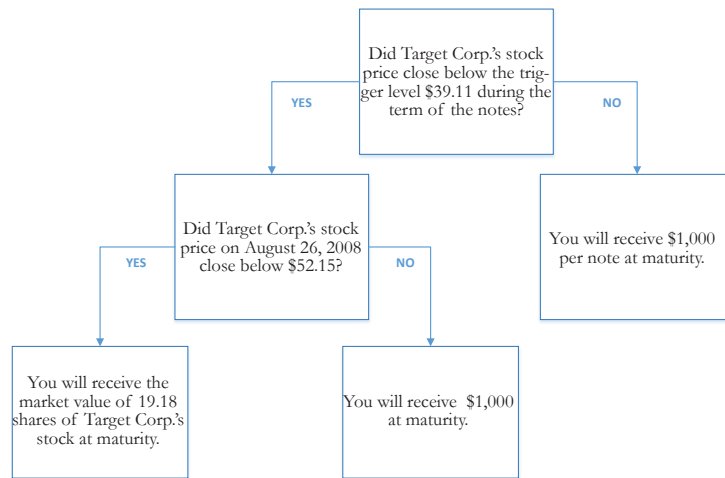 Did Target Corp.'s stock
price close below the trig-
ger level $39.11 during the
term of the notes?
YES
NO
Did Target Corp.'s stock
price on August 26, 2008
close below $52.15?
You will receive $1,000
per note at maturity.
YES
NO
You will receive the
market value of 19.18
shares of Target Corp.'s
stock at maturity.
You will receive $1,000
at maturity.